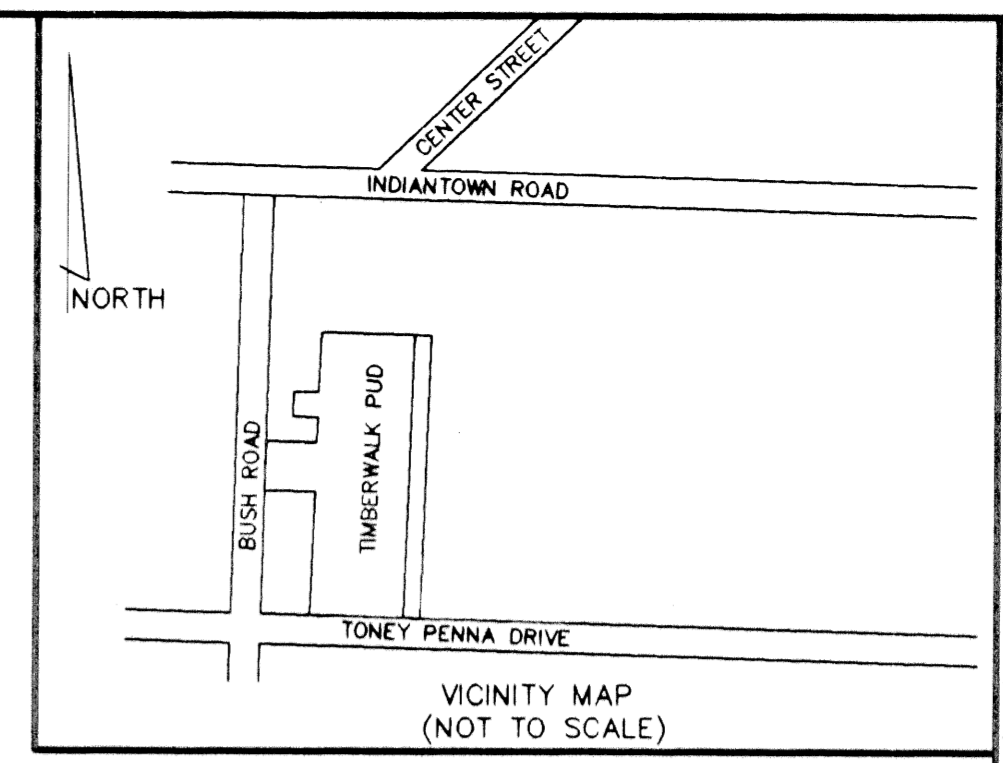 CENTER STREET
INDIANTOWN ROAD
NORTH
BUSH ROAD
TIMBERWALK PUD
TONEY PENNA DRIVE
VICINITY MAP
(NOT TO SCALE)